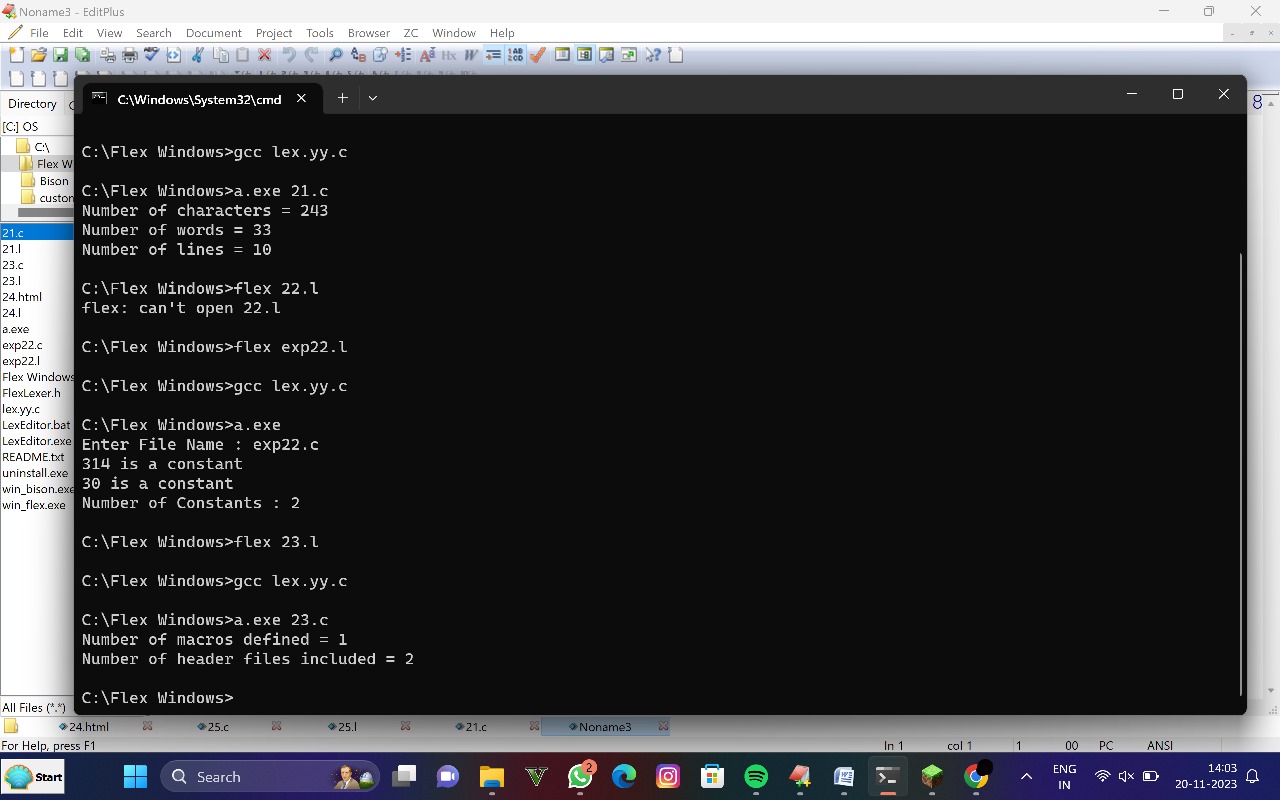 Noname3 - EditPlus
File Edit View Search Document Project Tools Browser ZC Window Help
Directory
[C:] OS
C:\
Flex W
Bison
custon
21.c
21.l
23.c
23.l
24.html
24.l
a.exe
exp22.c
exp22.l
Flex Windows
FlexLexer.h
lex.yy.c
LexEditor.bat
LexEditor.exe
README.txt
uninstall.exe
win_bison.exe
win_flex.exe
All Files (*.*)
C:\Windows\System32\cmd
C:\Flex Windows>gcc lex.yy.c
C:\Flex Windows>a.exe 21.c
Number of characters = 243
Number of words = 33
Number of lines = 10
C:\Flex Windows>flex 22.l
flex: can't open 22.l
C:\Flex Windows>flex exp22.l
C:\Flex Windows>gcc lex.yy.c
C:\Flex Windows>a.exe
Enter File Name : exp22.c
314 is a constant
30 is a constant
Number of Constants : 2
C:\Flex Windows>flex 23.l
C:\Flex Windows>gcc lex.yy.c
C:\Flex Windows>a.exe 23.c
Number of macros defined = 1
Number of header files included = 2
C:\Flex Windows>
8
24.html 25.c 25.l 21.c Noname3
For Help, press F1 ln 1 col 1 1 00 PC ANSI
Start Search 2 ENG IN 14:03 20-11-2023